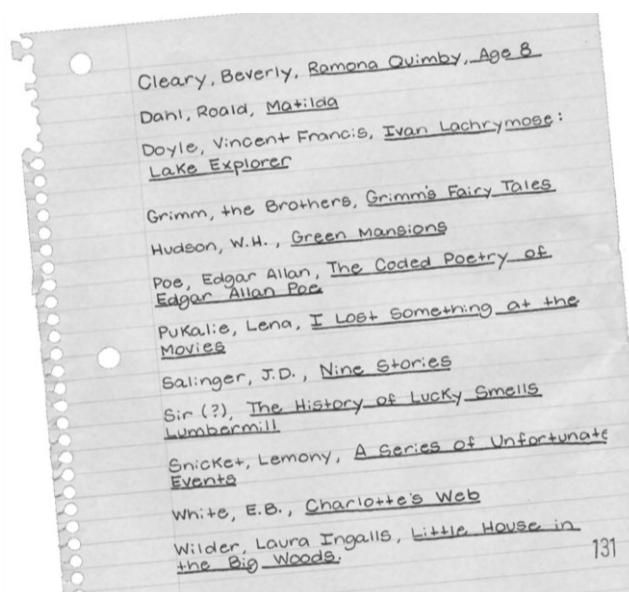 Cleary, Beverly, Ramona Quimby, Age 8
Dahl, Roald, Matilda
Doyle, Vincent Francis, Ivan Lachrymose:
Lake Explorer
Grimm, the Brothers, Grimm's Fairy Tales
Hudson, W.H., Green Mansions
Poe, Edgar Allan, The Coded Poetry of
Edgar Allan Poe
Pukalie, Lena, I Lost Something at the
Movies
Salinger, J.D., Nine Stories
Sir (?), The History of Lucky Smells
Lumbermill
Snicket, Lemony, A Series of Unfortunate
Events
White, E.B., Charlotte's Web
Wilder, Laura Ingalls, Little House in
the Big Woods.
131